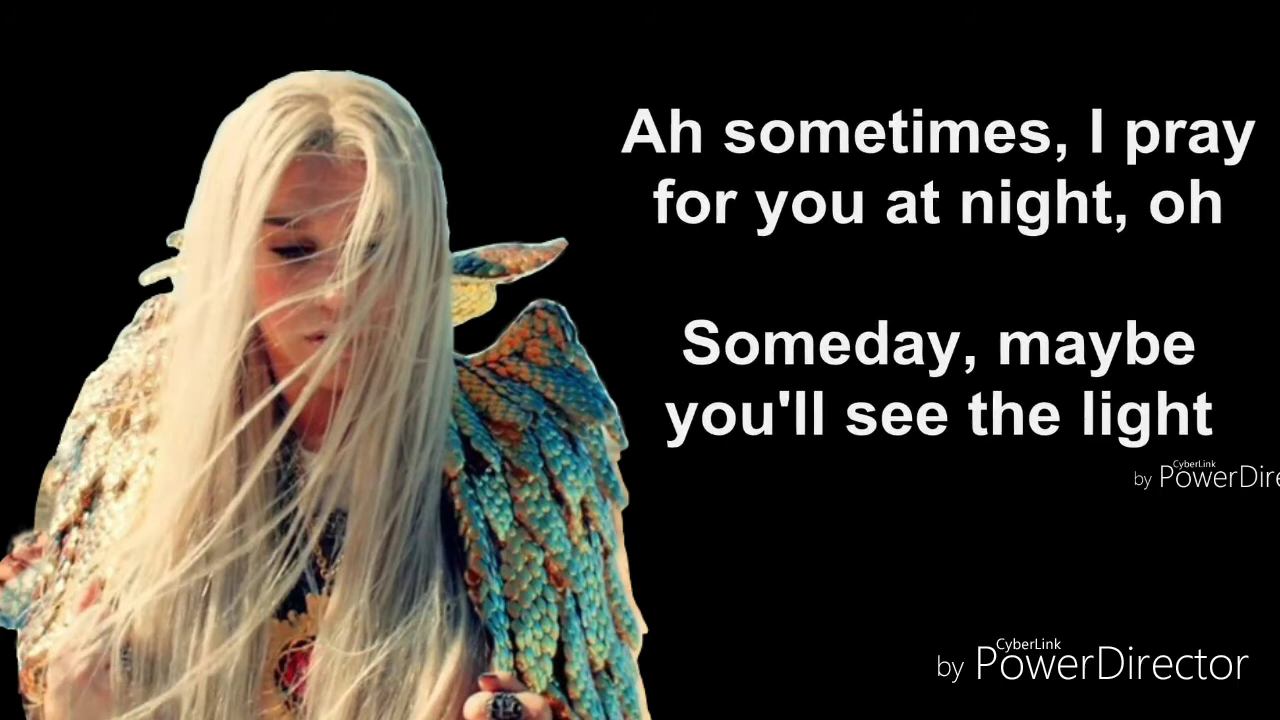 Ah sometimes, I pray
for you at night, oh
Someday, maybe
you'll see the light
CyberLink
by PowerDire
CyberLink
by PowerDirector